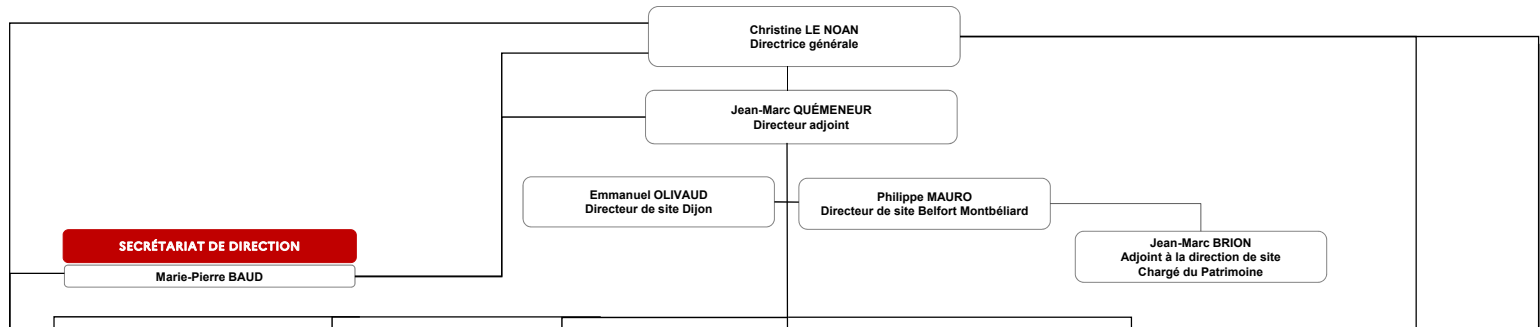 Christine LE NOAN
Directrice générale
Jean-Marc QUÉMENEUR
Directeur adjoint
Emmanuel OLIVAUD
Directeur de site Dijon
Philippe MAURO
Directeur de site Belfort Montbéliard
SECRÉTARIAT DE DIRECTION
Marie-Pierre BAUD
Jean-Marc BRION
Adjoint à la direction de site
Chargé du Patrimoine